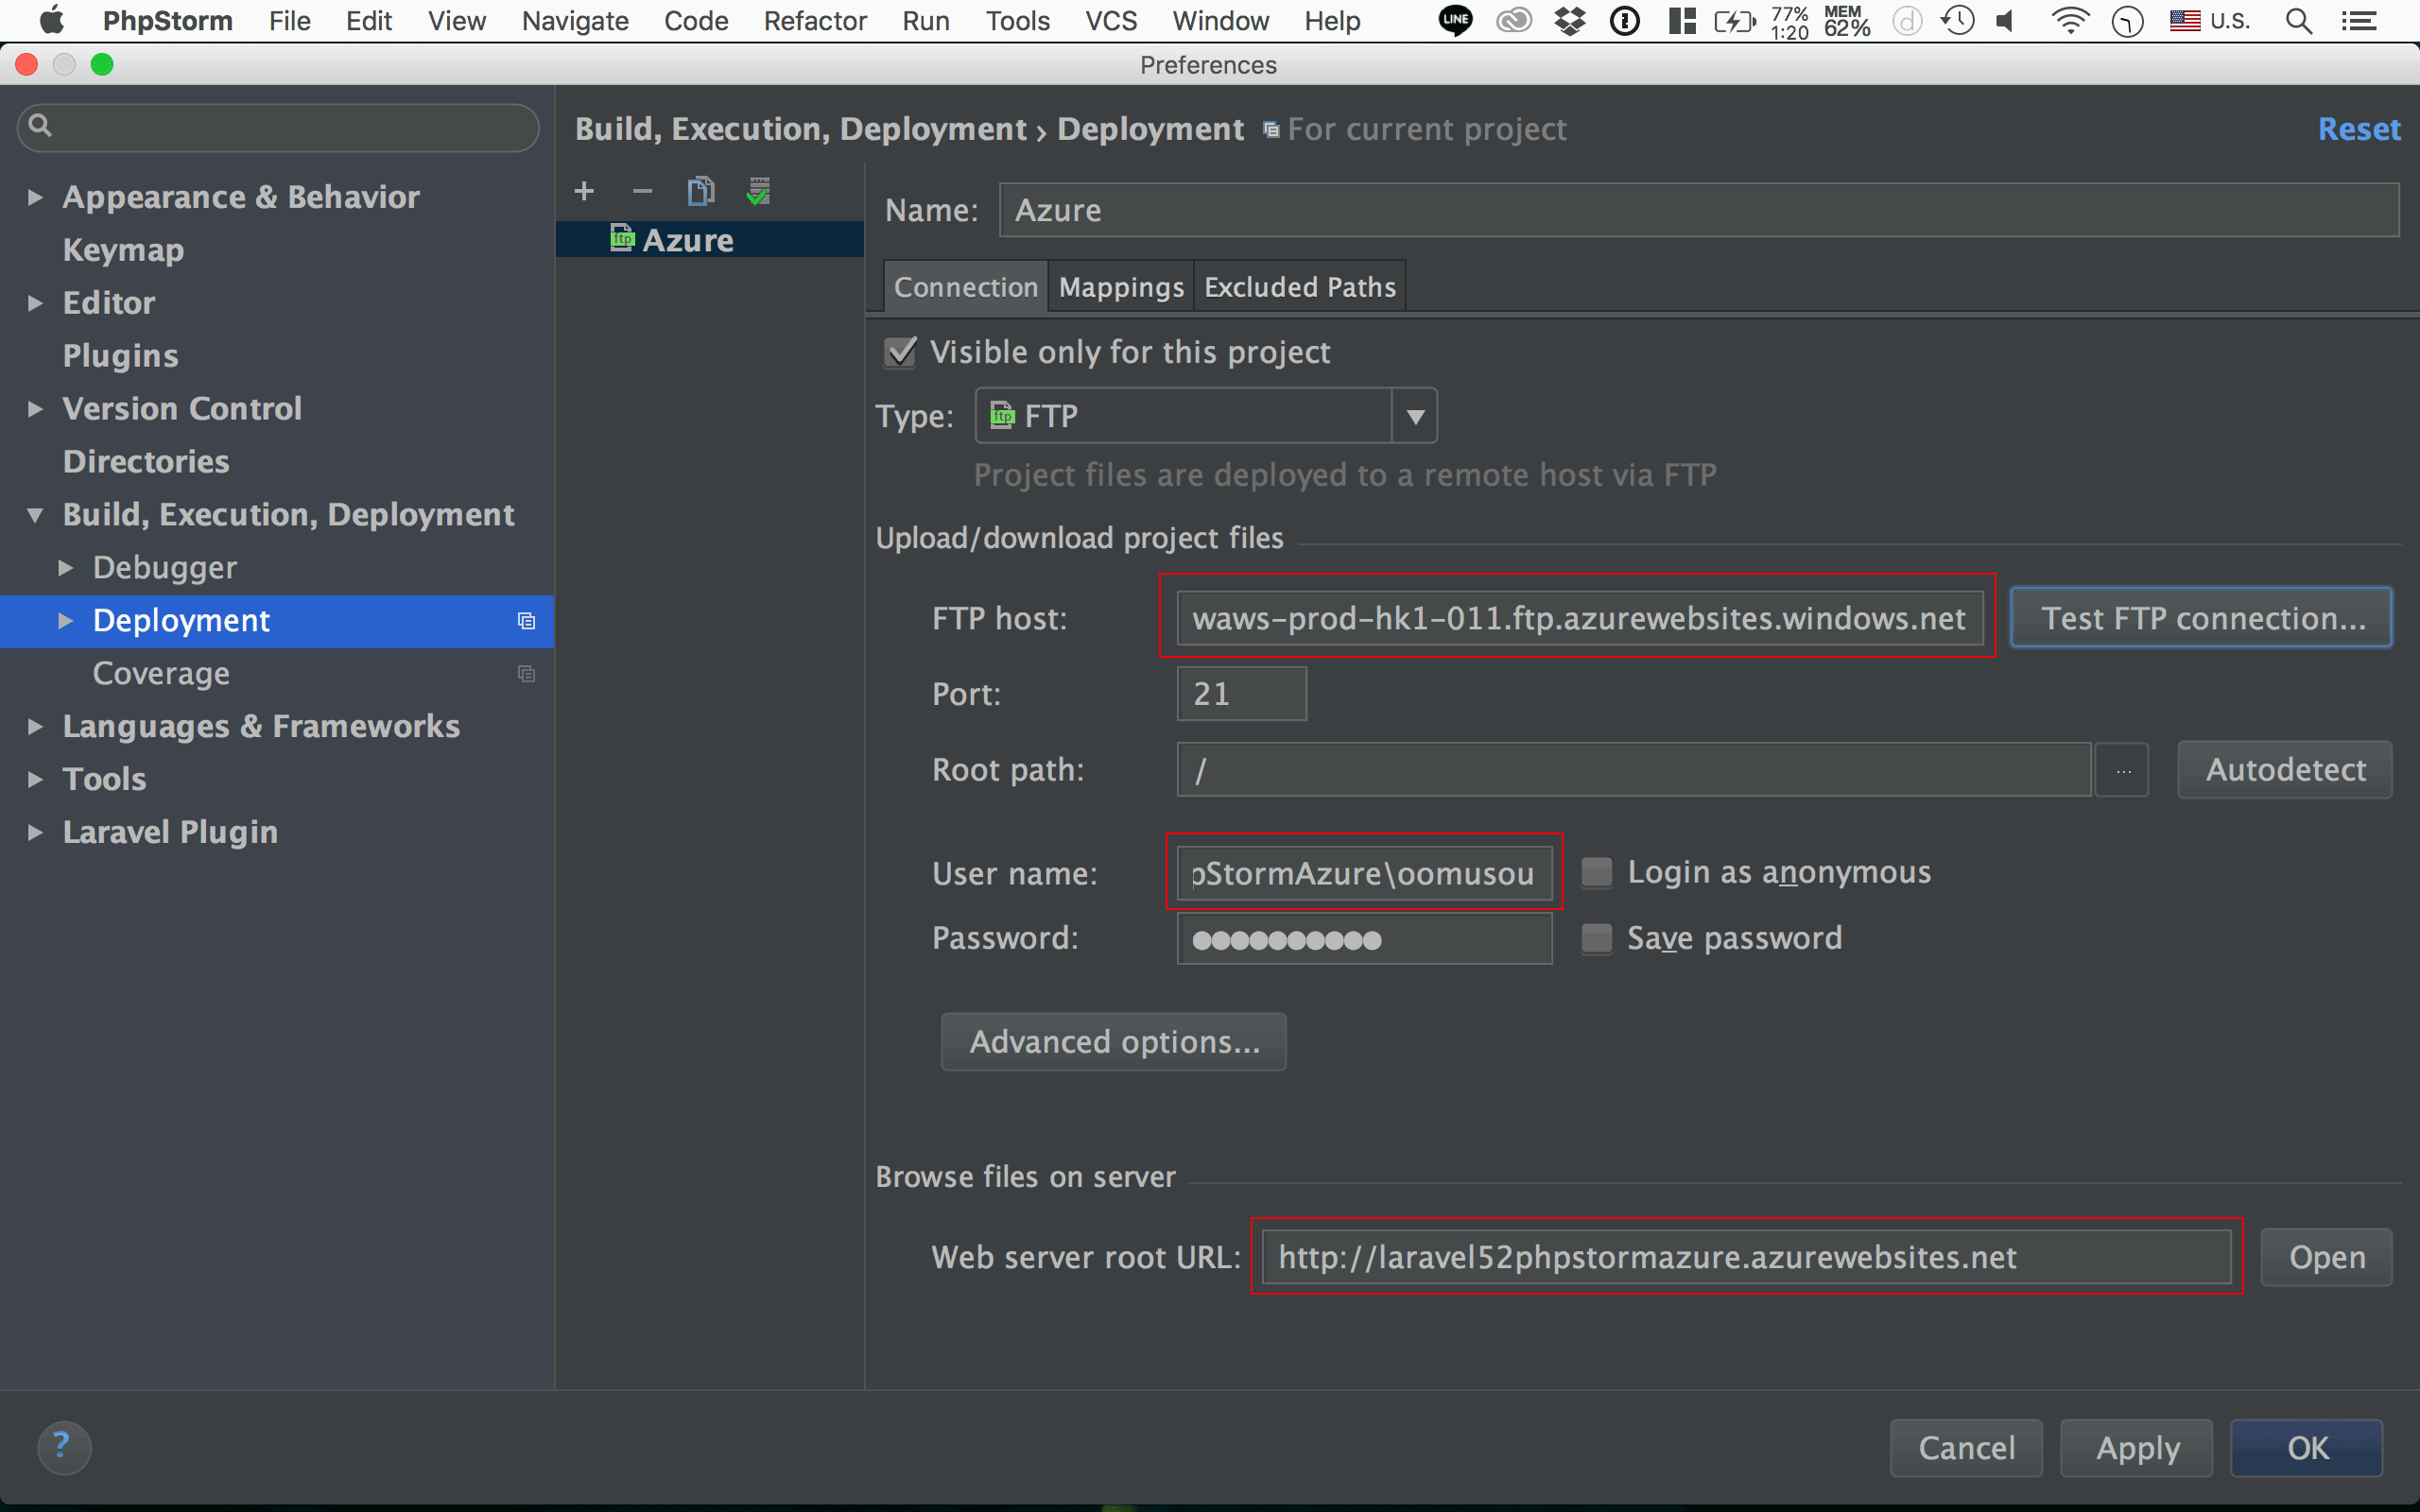 PhpStorm File Edit View Navigate Code Refactor Run Tools VCS Window Help LINE 77% 1:20 MEM 62% U.S.
Preferences
Build, Execution, Deployment › Deployment For current project Reset
Appearance & Behavior
Keymap
Editor
Plugins
Version Control
Directories
Build, Execution, Deployment
Debugger
Deployment
Coverage
Languages & Frameworks
Tools
Laravel Plugin
ftp Azure
Name: Azure
Connection Mappings Excluded Paths
Visible only for this project
Type: ftp FTP
Project files are deployed to a remote host via FTP
Upload/download project files
FTP host: waws-prod-hk1-011.ftp.azurewebsites.windows.net Test FTP connection...
Port: 21
Root path: / ... Autodetect
User name: pStormAzure\oomusou Login as anonymous
Password: ●●●●●●●●●● Save password
Advanced options...
Browse files on server
Web server root URL: http://laravel52phpstormazure.azurewebsites.net Open
? Cancel Apply OK